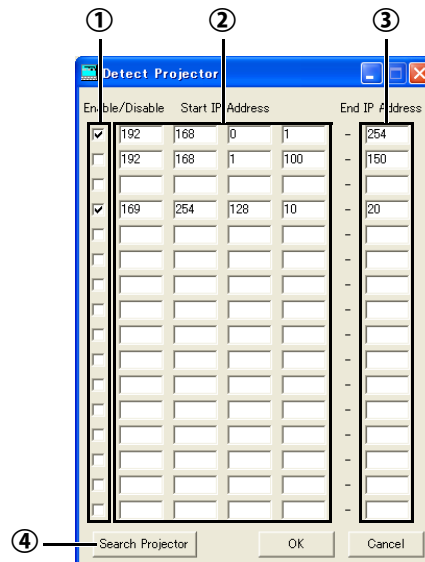 ① ② ③
Detect Projector
Enable/Disable Start IP Address End IP Address
192 168 0 1 - 254
192 168 1 100 - 150
-
169 254 128 10 - 20
-
-
-
-
-
-
-
-
-
-
-
-
④ Search Projector OK Cancel